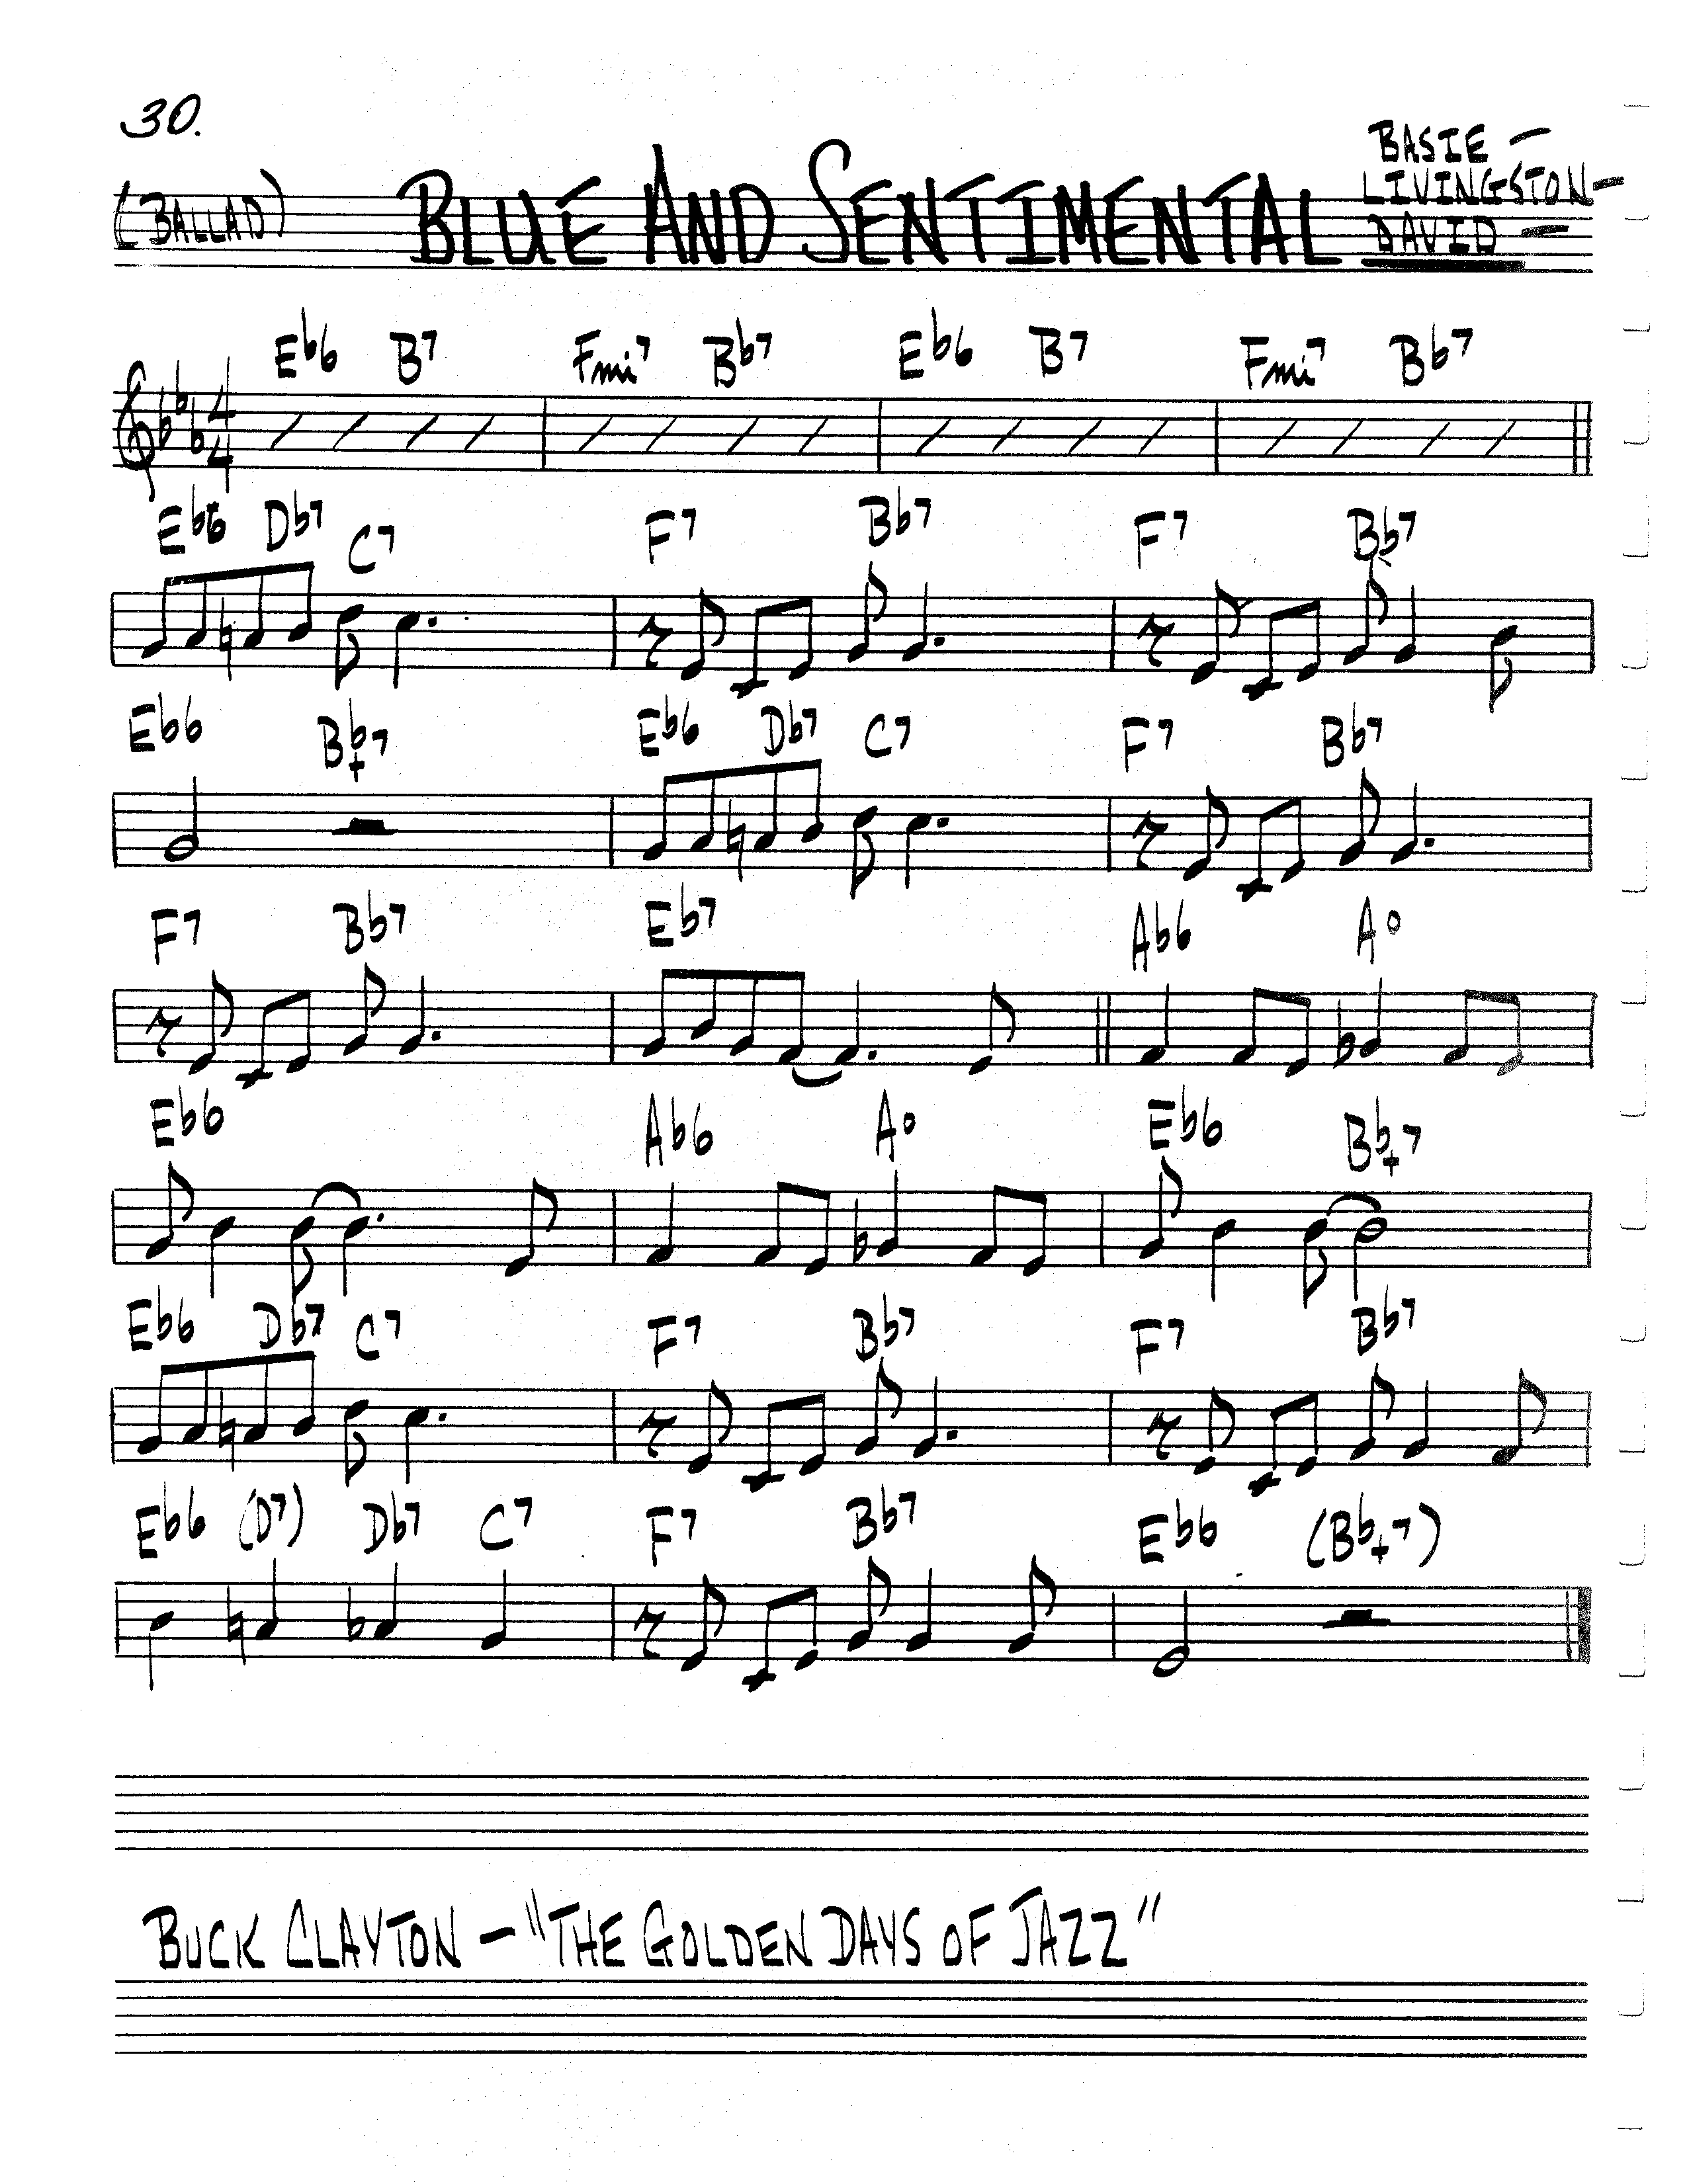 30.
(BALLAD) BLUE AND SENTIMENTAL BASIE -
LIVINGSTON -
DAVID -
4
4
Eb6 B7 Fmi7 Bb7 Eb6 B7 Fmi7 Bb7
Eb6 Db7 C7 F7 Bb7 F7 Bb7
Eb6 Bb+7 Eb6 Db7 C7 F7 Bb7
F7 Bb7 Eb7 Ab6 A°
Eb6 Ab6 A° Eb6 Bb+7
Eb6 Db7 C7 F7 Bb7 F7 Bb7
Eb6 (D7) Db7 C7 F7 Bb7 Eb6 (Bb+7)
BUCK CLAYTON - "THE GOLDEN DAYS OF JAZZ"